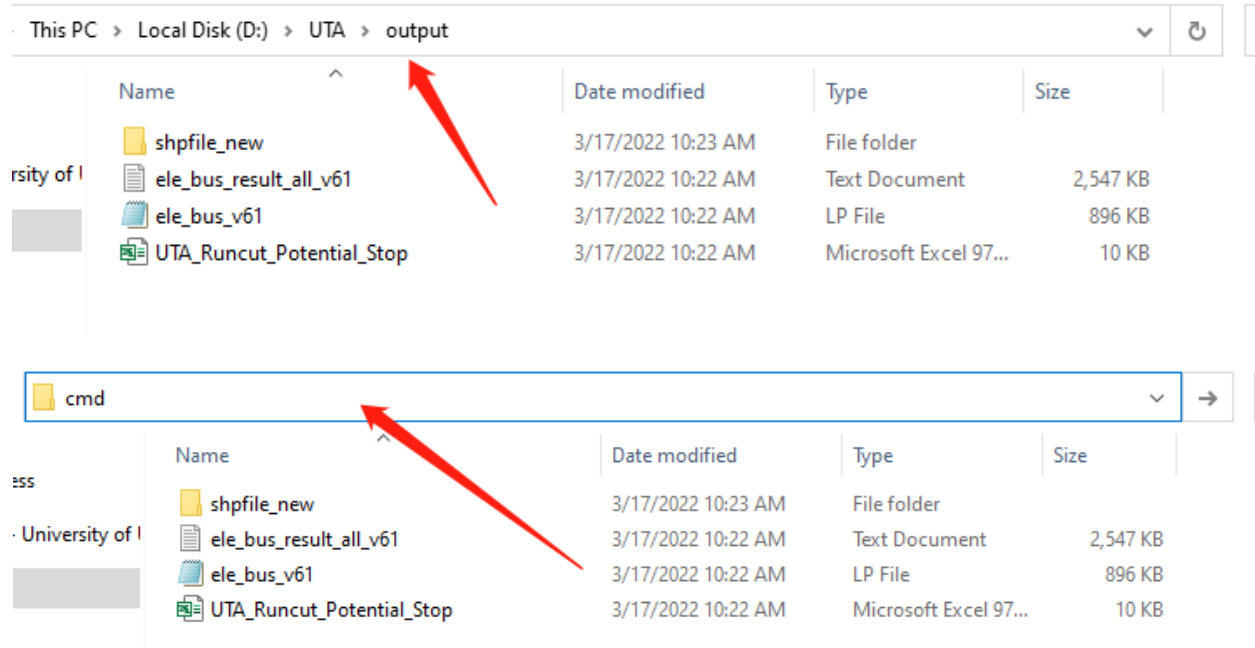 This PC > Local Disk (D:) > UTA > output
Name Date modified Type Size
shpfile_new 3/17/2022 10:23 AM File folder
rsity of
ele_bus_result_all_v61 3/17/2022 10:22 AM Text Document 2,547 KB
ele_bus_v61 3/17/2022 10:22 AM LP File 896 KB
UTA_Runcut_Potential_Stop 3/17/2022 10:22 AM Microsoft Excel 97... 10 KB
cmd
Name Date modified Type Size
ess
shpfile_new 3/17/2022 10:23 AM File folder
- University of
ele_bus_result_all_v61 3/17/2022 10:22 AM Text Document 2,547 KB
ele_bus_v61 3/17/2022 10:22 AM LP File 896 KB
UTA_Runcut_Potential_Stop 3/17/2022 10:22 AM Microsoft Excel 97... 10 KB